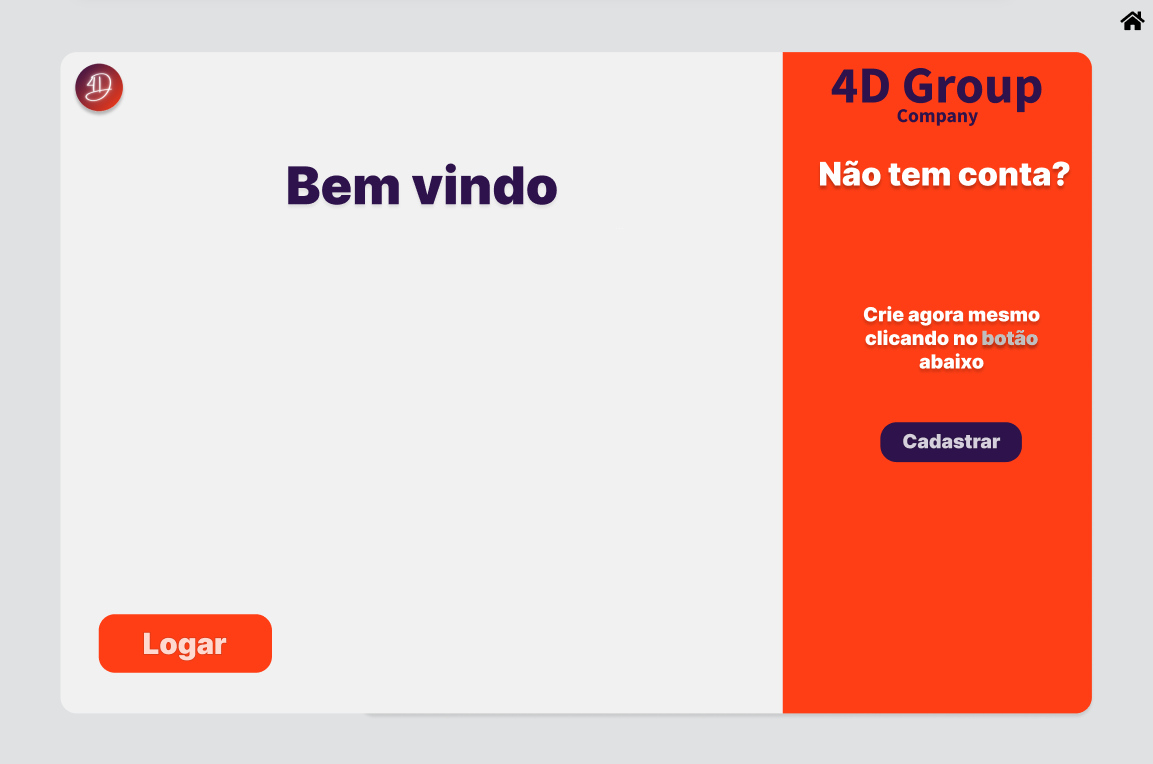 4D
Bem vindo
Logar
4D Group
Company
Não tem conta?
Crie agora mesmo
clicando no botão
abaixo
Cadastrar